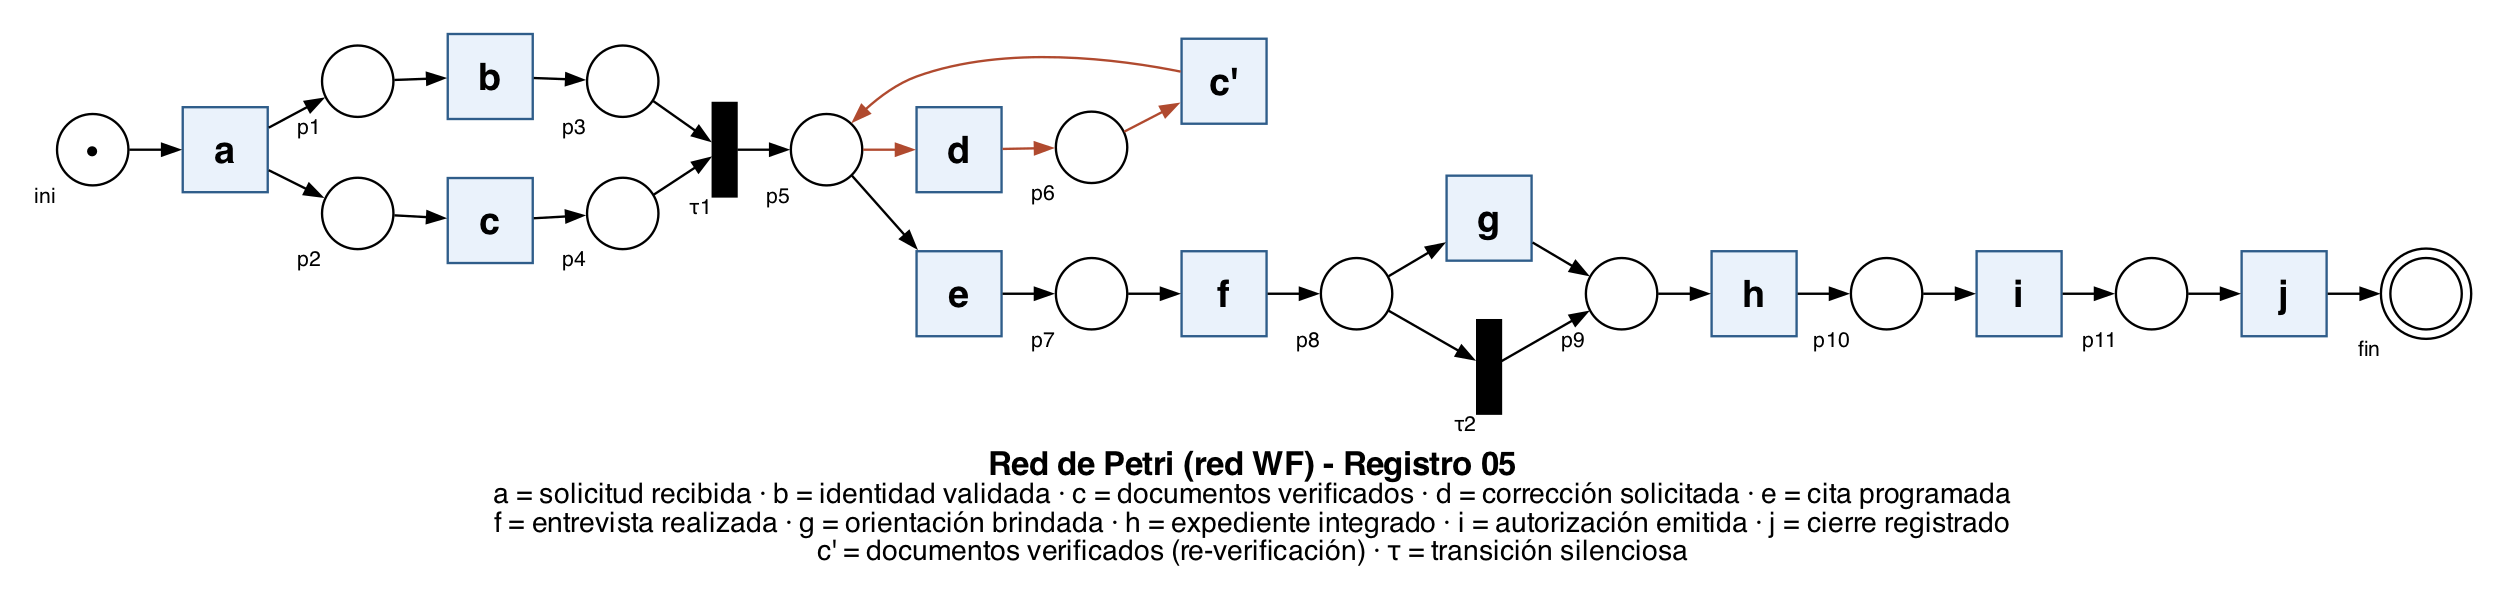 ini
a
p1
p2
b
c
p3
p4
τ1
p5
d
e
p6
c'
p7
f
p8
g
τ2
p9
h
p10
i
p11
j
fin
Red de Petri (red WF) - Registro 05
a = solicitud recibida · b = identidad validada · c = documentos verificados · d = corrección solicitada · e = cita programada
f = entrevista realizada · g = orientación brindada · h = expediente integrado · i = autorización emitida · j = cierre registrado
c' = documentos verificados (re-verificación) · τ = transición silenciosa